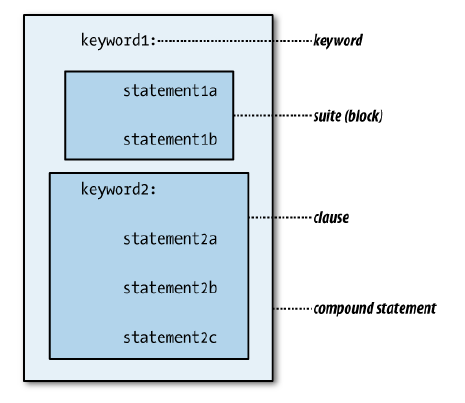 keyword1: keyword
statement1a
suite (block)
statement1b
keyword2:
clause
statement2a
statement2b
compound statement
statement2c